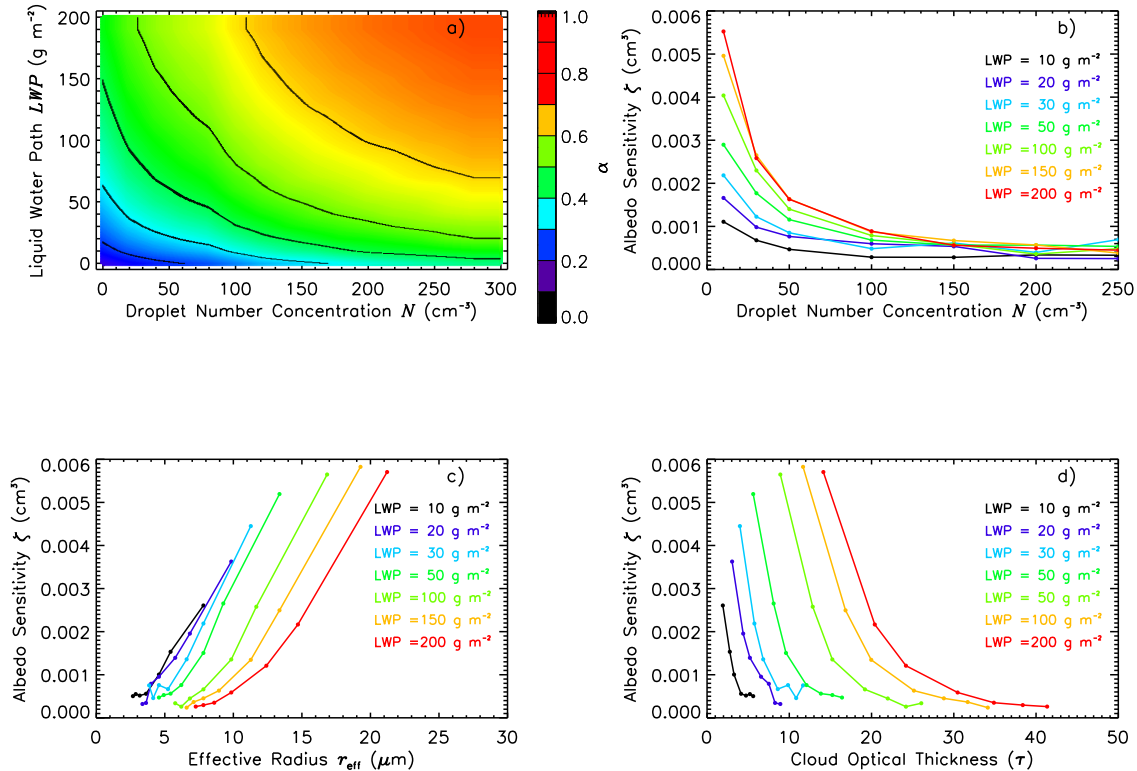 a)
Liquid Water Path LWP (g m⁻²)
200
150
100
50
0
0
50
100
150
200
250
300
Droplet Number Concentration N (cm⁻³)
1.0
0.8
0.6
0.4
0.2
0.0
α
b)
Albedo Sensitivity ζ (cm³)
0.006
0.005
0.004
0.003
0.002
0.001
0.000
LWP = 10 g m⁻²
LWP = 20 g m⁻²
LWP = 30 g m⁻²
LWP = 50 g m⁻²
LWP = 100 g m⁻²
LWP =150 g m⁻²
LWP =200 g m⁻²
0
50
100
150
200
250
Droplet Number Concentration N (cm⁻³)
c)
Albedo Sensitivity ζ (cm³)
0.006
0.005
0.004
0.003
0.002
0.001
0.000
LWP = 10 g m⁻²
LWP = 20 g m⁻²
LWP = 30 g m⁻²
LWP = 50 g m⁻²
LWP = 100 g m⁻²
LWP =150 g m⁻²
LWP =200 g m⁻²
0
5
10
15
20
25
30
Effective Radius r_eff (μm)
d)
Albedo Sensitivity ζ (cm³)
0.006
0.005
0.004
0.003
0.002
0.001
0.000
LWP = 10 g m⁻²
LWP = 20 g m⁻²
LWP = 30 g m⁻²
LWP = 50 g m⁻²
LWP = 50 g m⁻²
LWP = 100 g m⁻²
LWP =200 g m⁻²
0
10
20
30
40
50
Cloud Optical Thickness (τ)